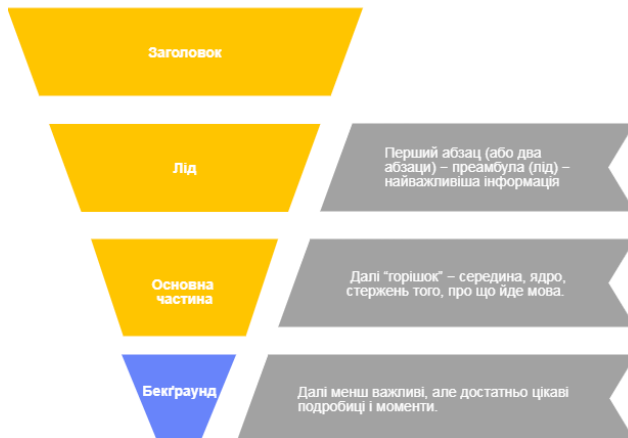 Заголовок
Лід
Перший абзац (або два
абзаци) – преамбула (лід) –
найважливіша інформація
Основна
частина
Далі “горішок” – середина, ядро,
стержень того, про що йде мова.
Бекґраунд
Далі менш важливі, але достатньо цікаві
подробиці і моменти.